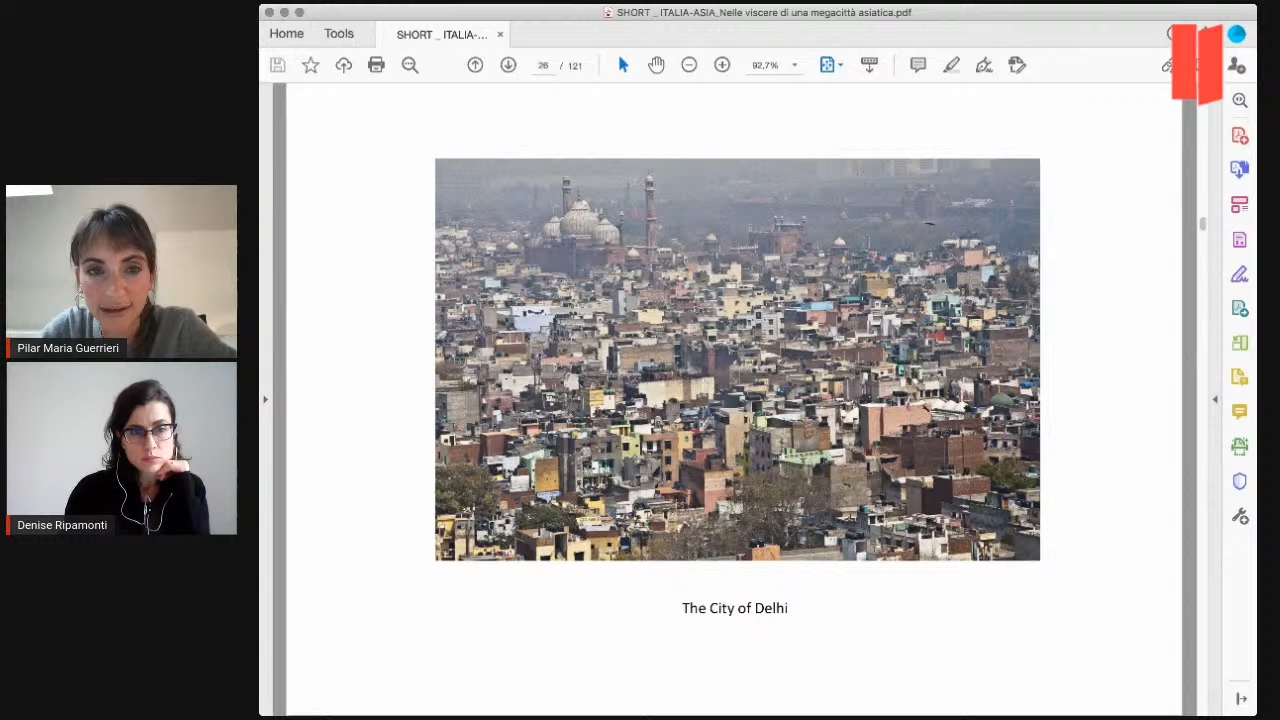 SHORT _ ITALIA-ASIA_Nelle viscere di una megacittà asiatica.pdf
Home Tools SHORT _ ITALIA-... ×
26 / 121 92,7%
Pilar Maria Guerrieri
Denise Ripamonti
The City of Delhi